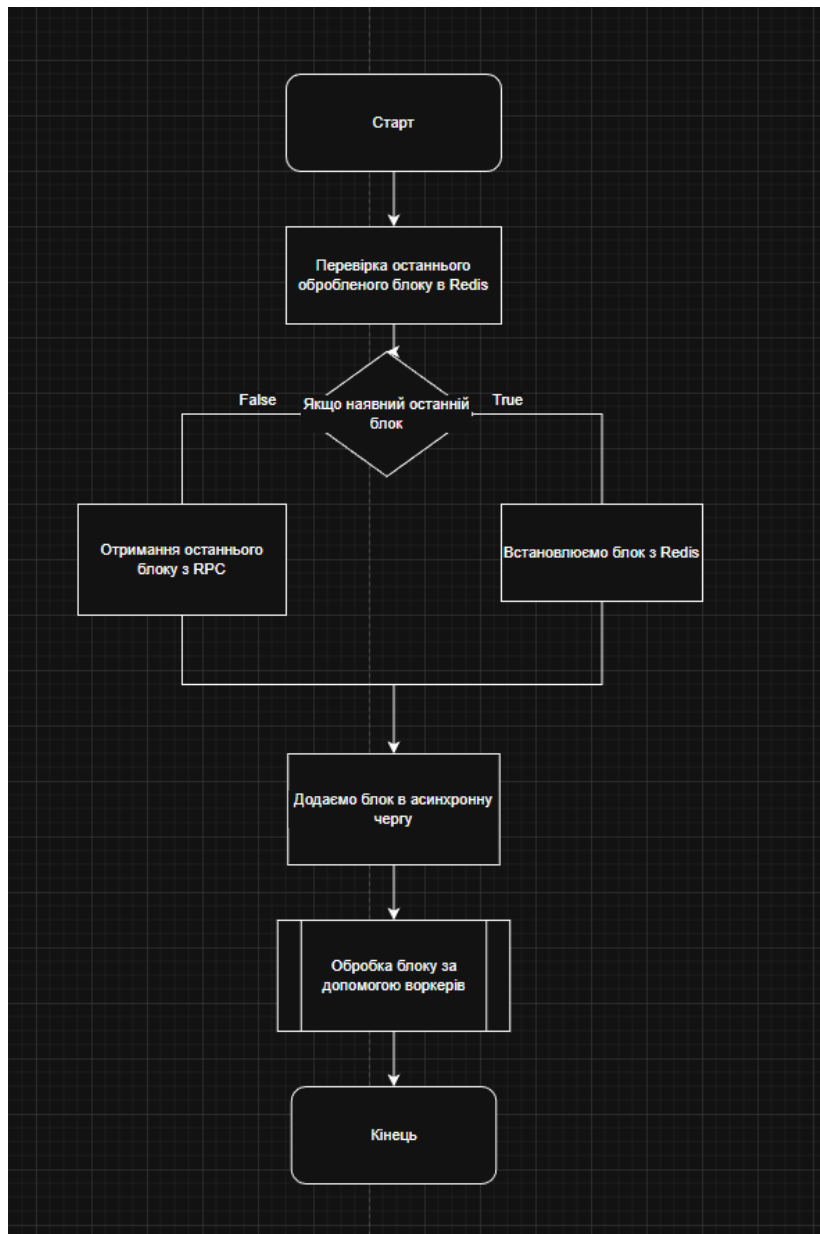 Старт
Перевірка останнього
обробленого блоку в Redis
False
Якщо наявний останній
блок
True
Отримання останнього
блоку з RPC
Встановлюємо блок з Redis
Додаємо блок в асинхронну
чергу
Обробка блоку за
допомогою воркерів
Кінець